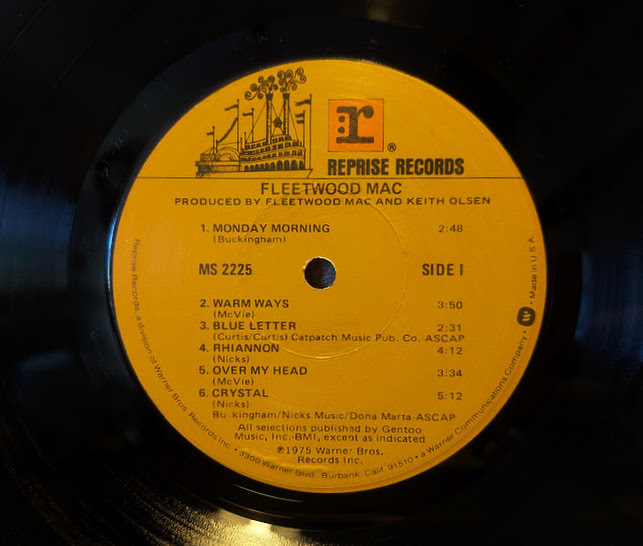 r ®
REPRISE RECORDS
FLEETWOOD MAC
PRODUCED BY FLEETWOOD MAC AND KEITH OLSEN
1. MONDAY MORNING 2:48
(Buckingham)
MS 2225 SIDE I
2. WARM WAYS 3:50
(McVie)
3. BLUE LETTER 2:31
(Curtis/Curtis) Catpatch Music Pub. Co. ASCAP
4. RHIANNON 4:12
(Nicks)
5. OVER MY HEAD 3:34
(McVie)
6. CRYSTAL 5:12
(Nicks)
Bu kingham/Nicks Music/Dona Marta-ASCAP
All selections published by Gentoo
Music, Inc.-BMI, except as indicated
℗1975 Warner Bros.
Records Inc.
Reprise Records, a division of Warner Bros. Records Inc. • 3300 Warner Blvd., Burbank, Calif. 91510 • a Warner Communications Company • W • Made in U S A